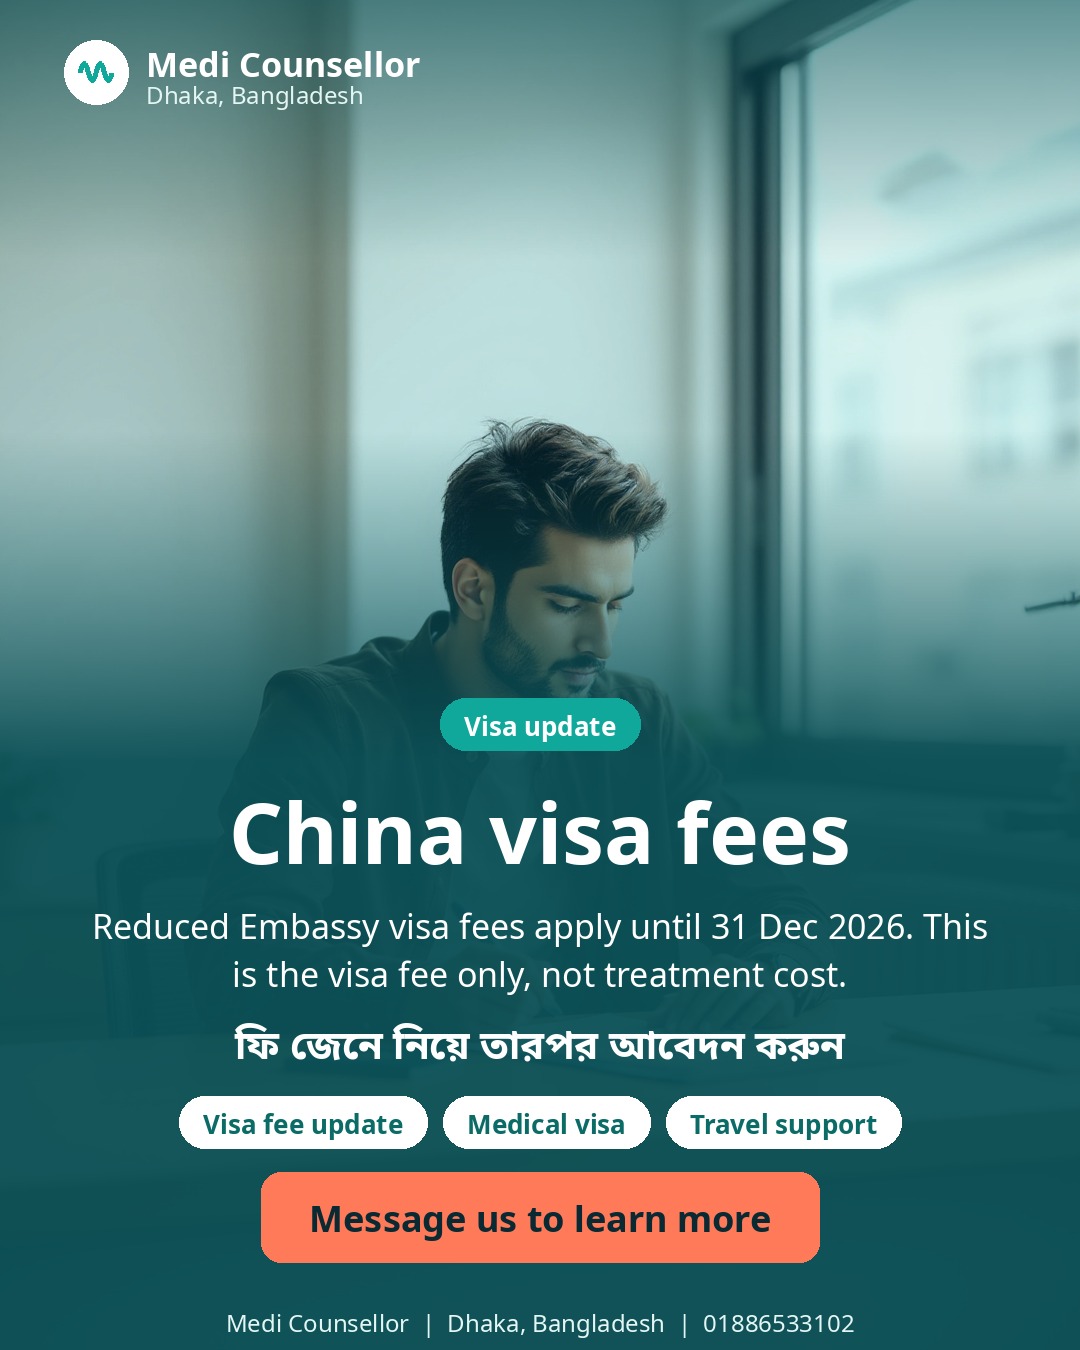 Medi Counsellor
Dhaka, Bangladesh
Visa update
China visa fees
Reduced Embassy visa fees apply until 31 Dec 2026. This
is the visa fee only, not treatment cost.
ফি জেনে নিয়ে তারপর আবেদন করুন
Visa fee update
Medical visa
Travel support
Message us to learn more
Medi Counsellor | Dhaka, Bangladesh | 01886533102